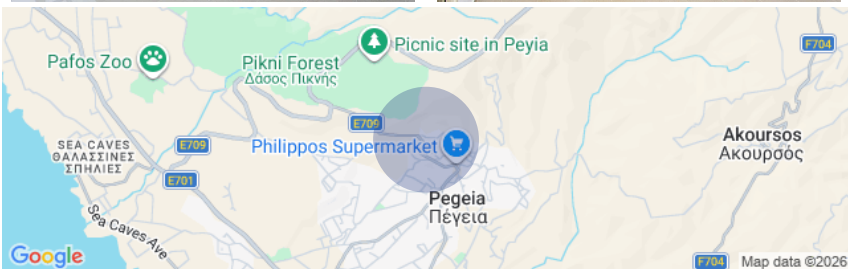 Pafos Zoo
Pikni Forest
Δάσος Πικνής
Picnic site in Peyia
F704
E709
E709
Philippos Supermarket
SEA CAVES
ΘΑΛΑΣΣΙΝΕΣ
ΣΠΗΛΙΕΣ
E701
Akoursos
Ακουρσός
Pegeia
Πέγεια
Sea Caves Ave
Google
F704
Map data ©2026